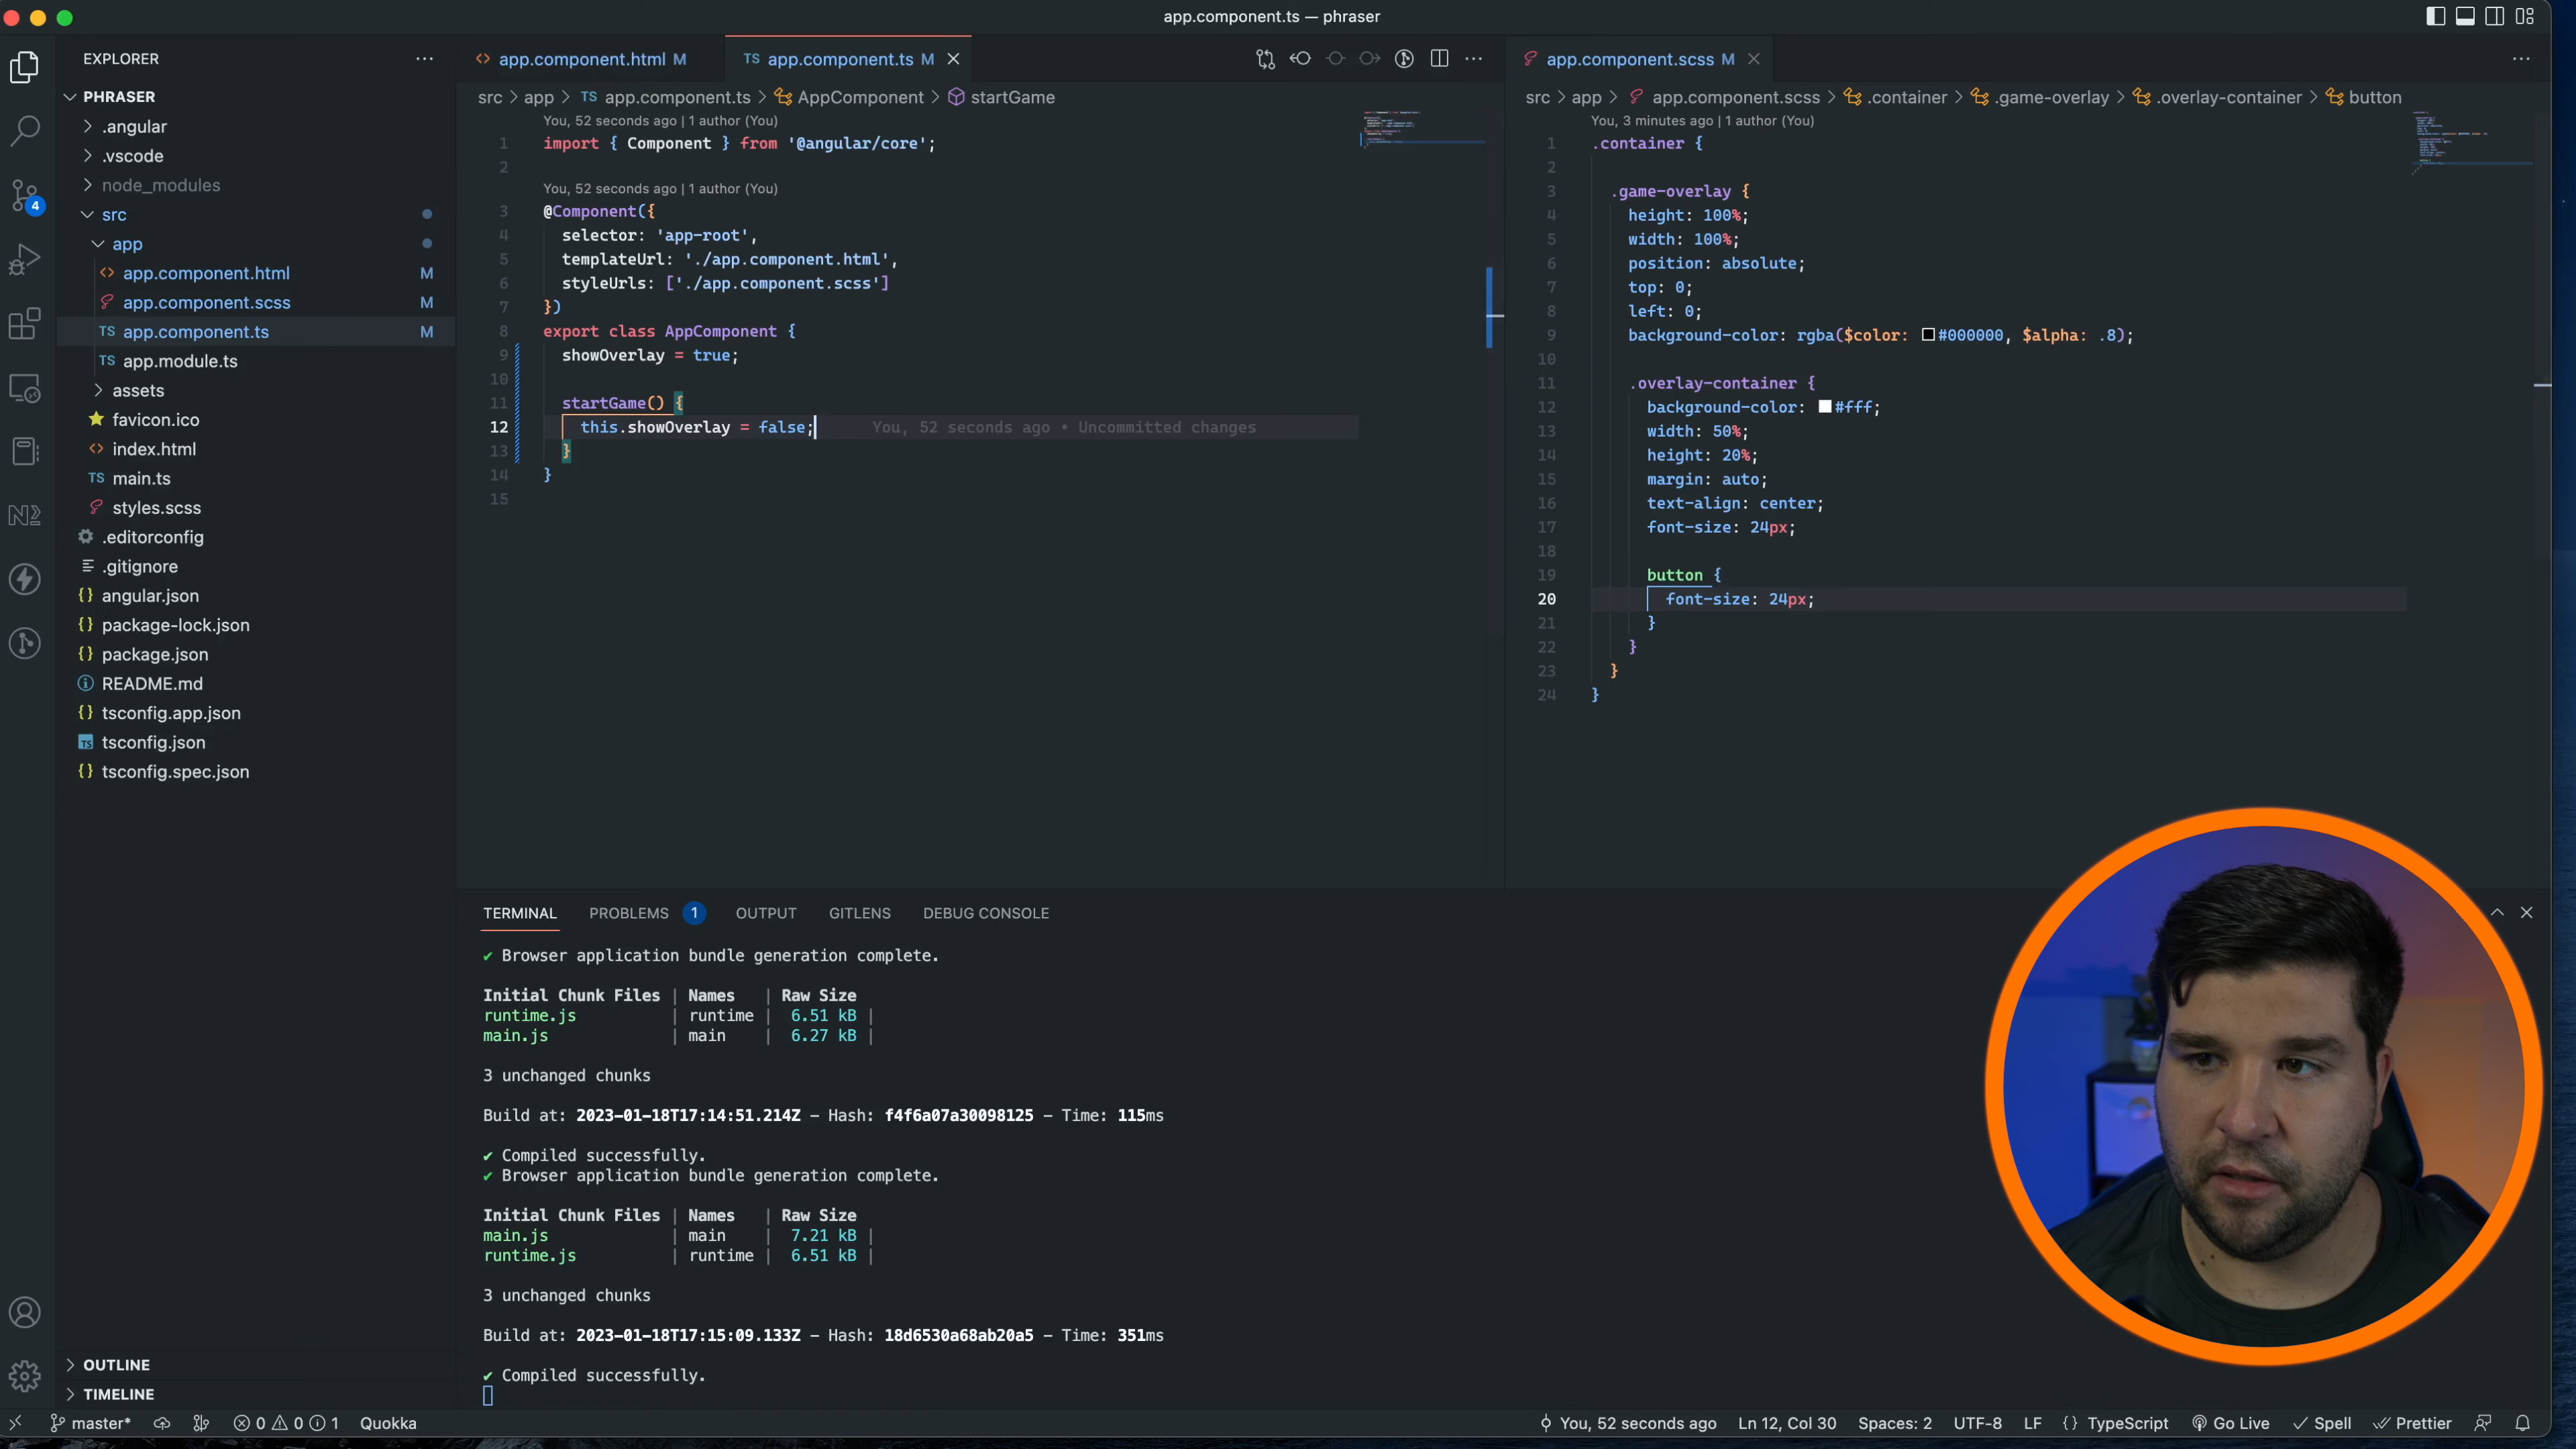 app.component.ts — phraser
EXPLORER
PHRASER
.angular
.vscode
node_modules
src
app
app.component.html M
app.component.scss M
TS app.component.ts M
TS app.module.ts
assets
favicon.ico
index.html
TS main.ts
styles.scss
.editorconfig
.gitignore
{} angular.json
{} package-lock.json
{} package.json
README.md
{} tsconfig.app.json
TS tsconfig.json
{} tsconfig.spec.json
OUTLINE
TIMELINE
4
app.component.html M
TS app.component.ts M
src > app > TS app.component.ts > AppComponent > startGame
You, 52 seconds ago | 1 author (You)
1 import { Component } from '@angular/core';
2
You, 52 seconds ago | 1 author (You)
3 @Component({
4 selector: 'app-root',
5 templateUrl: './app.component.html',
6 styleUrls: ['./app.component.scss']
7 })
8 export class AppComponent {
9 showOverlay = true;
10
11 startGame() {
12 this.showOverlay = false; You, 52 seconds ago • Uncommitted changes
13 }
14 }
15
app.component.scss M
src > app > app.component.scss > .container > .game-overlay > .overlay-container > button
You, 3 minutes ago | 1 author (You)
1 .container {
2
3 .game-overlay {
4 height: 100%;
5 width: 100%;
6 position: absolute;
7 top: 0;
8 left: 0;
9 background-color: rgba($color: #000000, $alpha: .8);
10
11 .overlay-container {
12 background-color: #fff;
13 width: 50%;
14 height: 20%;
15 margin: auto;
16 text-align: center;
17 font-size: 24px;
18
19 button {
20 font-size: 24px;
21 }
22 }
23 }
24 }
TERMINAL PROBLEMS 1 OUTPUT GITLENS DEBUG CONSOLE
✔ Browser application bundle generation complete.
Initial Chunk Files | Names | Raw Size
runtime.js | runtime | 6.51 kB |
main.js | main | 6.27 kB |
3 unchanged chunks
Build at: 2023-01-18T17:14:51.214Z - Hash: f4f6a07a30098125 - Time: 115ms
✔ Compiled successfully.
✔ Browser application bundle generation complete.
Initial Chunk Files | Names | Raw Size
main.js | main | 7.21 kB |
runtime.js | runtime | 6.51 kB |
3 unchanged chunks
Build at: 2023-01-18T17:15:09.133Z - Hash: 18d6530a68ab20a5 - Time: 351ms
✔ Compiled successfully.
master* 0 0 1 Quokka You, 52 seconds ago Ln 12, Col 30 Spaces: 2 UTF-8 LF {} TypeScript Go Live Spell Prettier